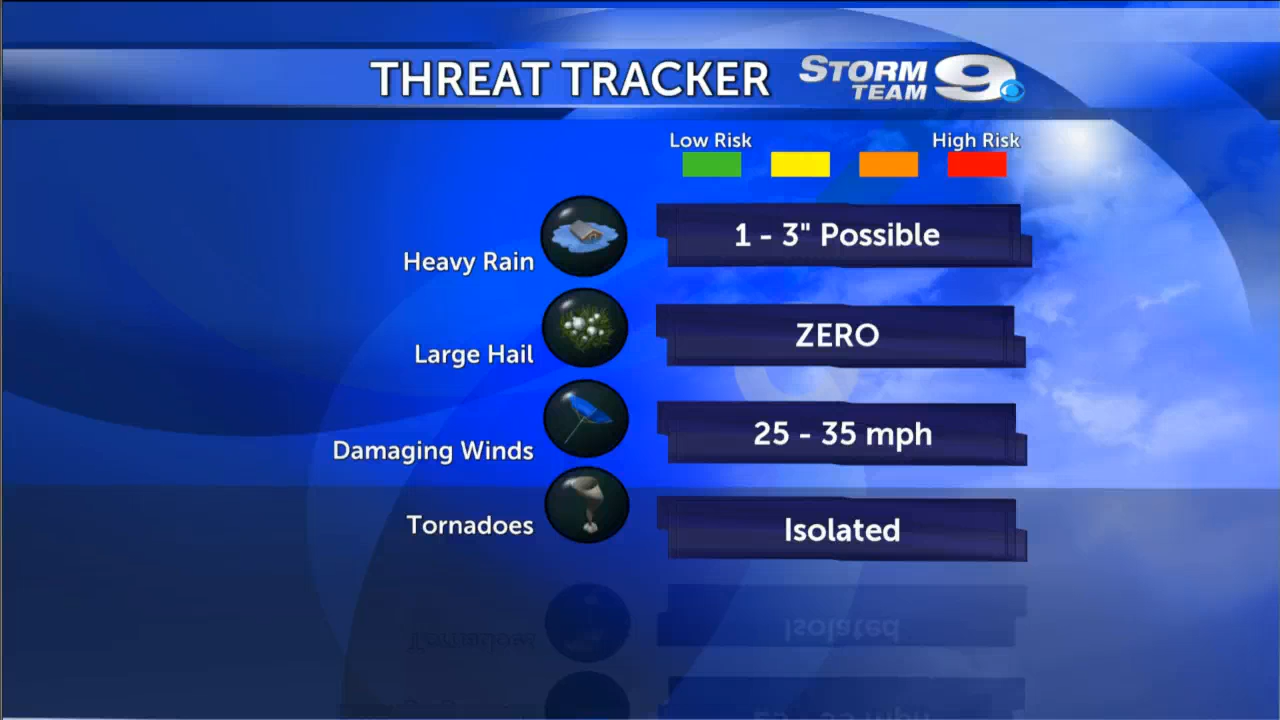 THREAT TRACKER
STORM TEAM 9
Low Risk High Risk
Heavy Rain 1 - 3" Possible
Large Hail ZERO
Damaging Winds 25 - 35 mph
Tornadoes Isolated